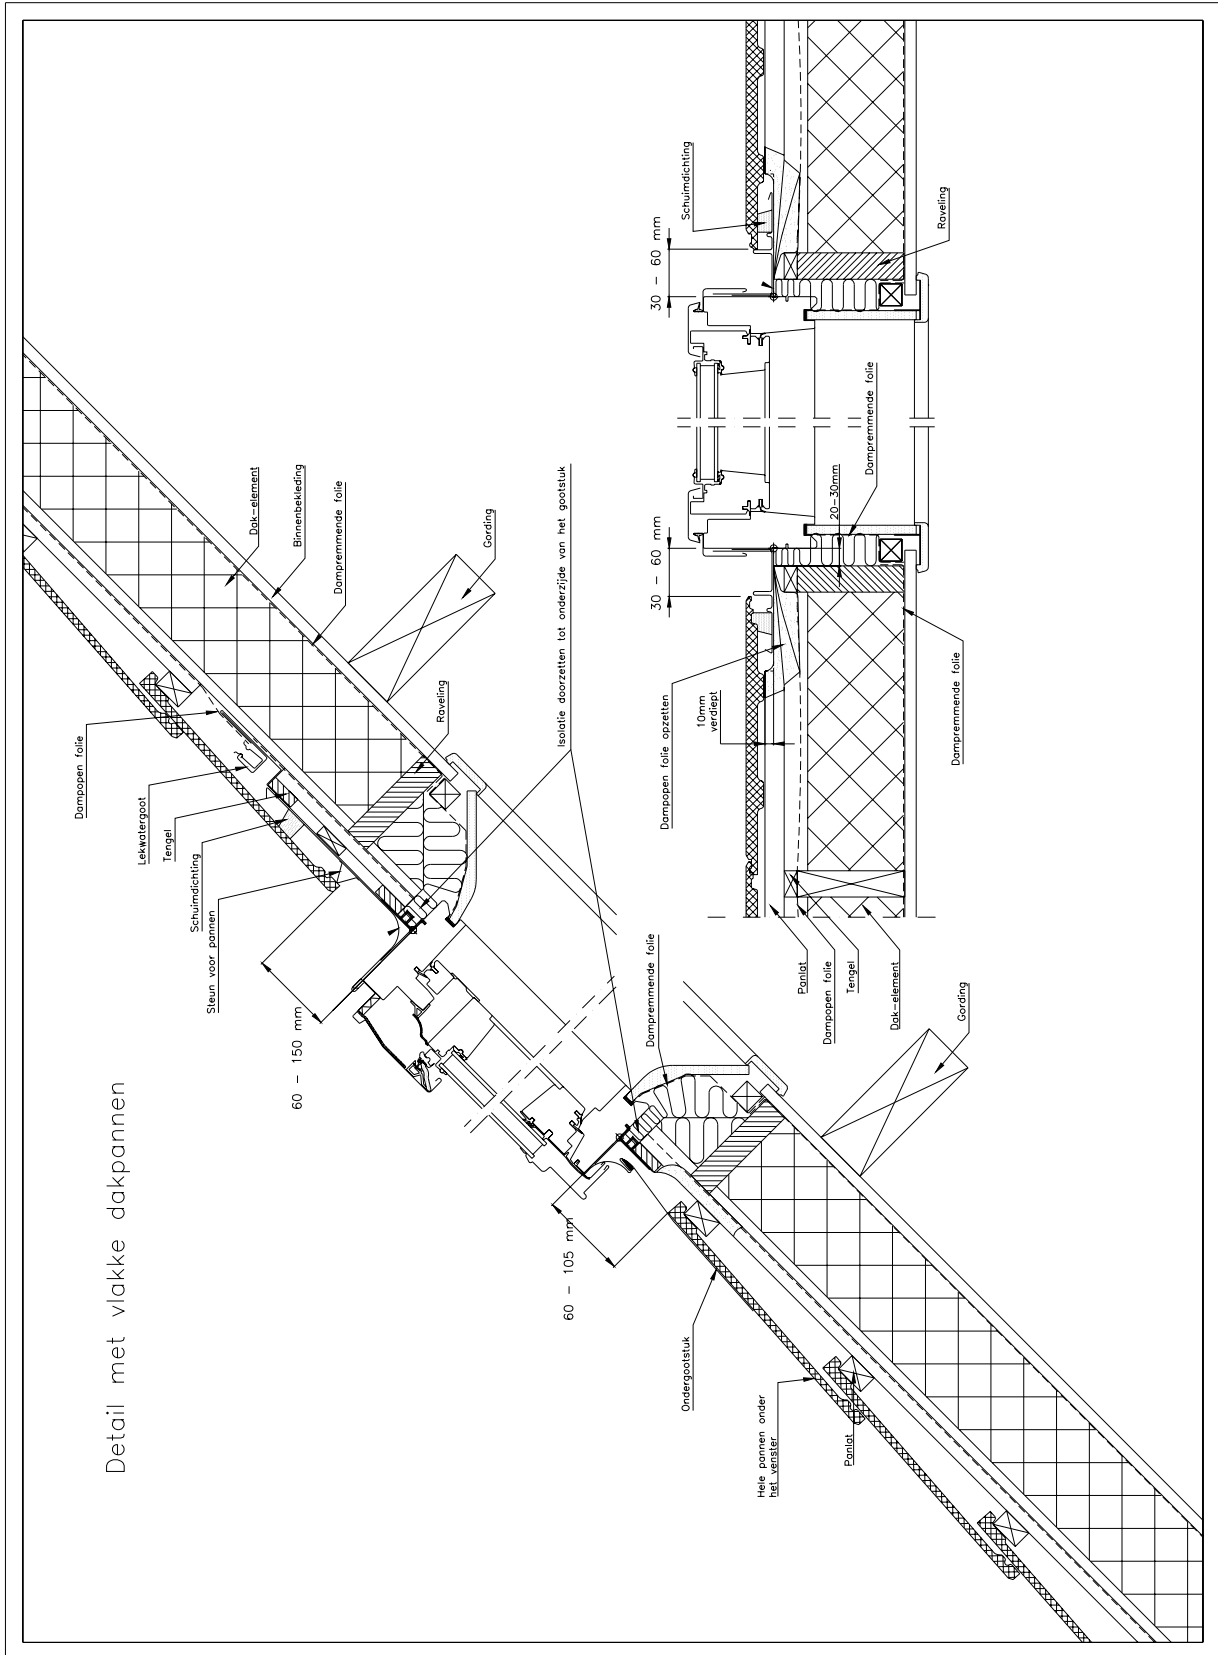 Detail met vlakke dakpannen
Dampopen folie
Lekwatergoot
Tengel
Schuimdichting
Steun voor pannen
60 - 150 mm
Dak-element
Binnenbekleding
Dampremmende folie
Gording
Raveling
Isolatie doorzetten tot onderzijde van het gootstuk
60 - 105 mm
Dampremmende folie
Ondergootstuk
Hele pannen onder
het venster
Panlat
Gording
30 - 60 mm
Schuimdichting
Raveling
Dampremmende folie
20-30mm
30 - 60 mm
Dampopen folie opzetten
10mm
verdiept
Dampremmende folie
Panlat
Dampopen folie
Tengel
Dak-element